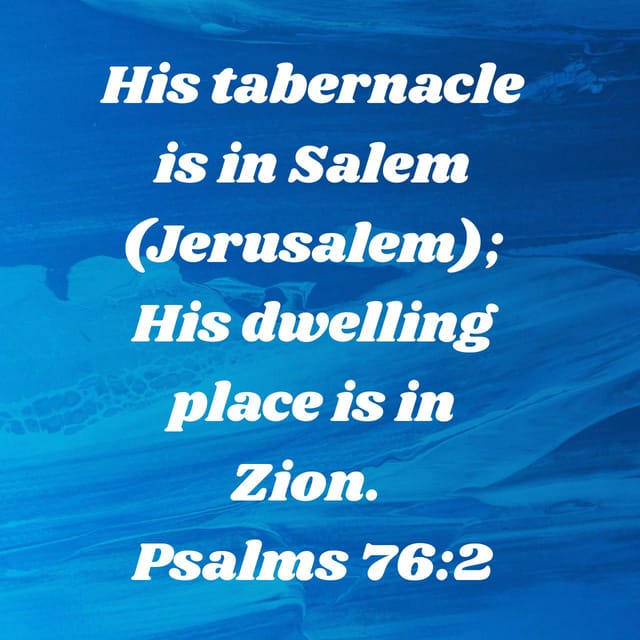 His tabernacle
is in Salem
(Jerusalem);
His dwelling
place is in
Zion.
Psalms 76:2